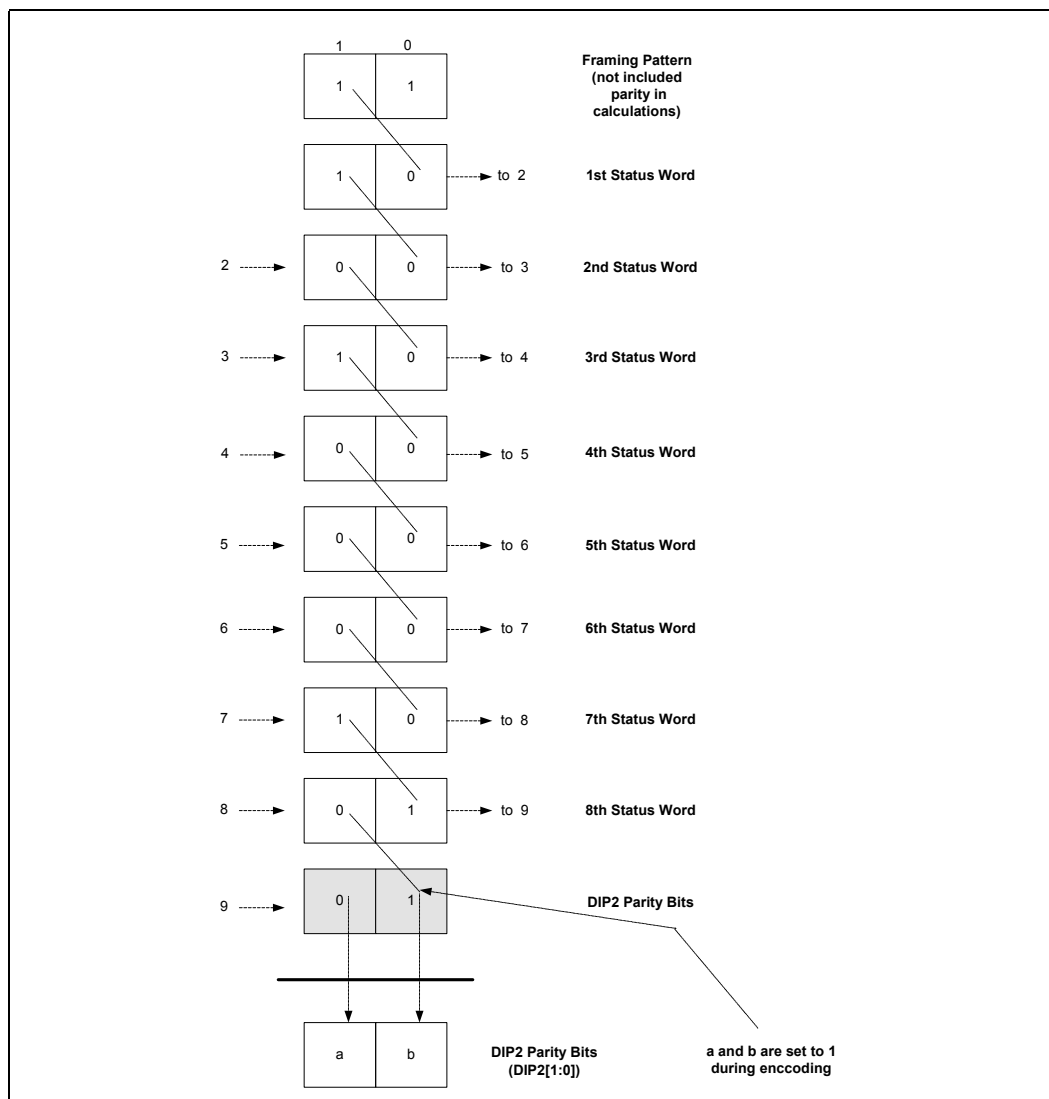 1 0
Framing Pattern
(not included
parity in
calculations)
1 1
1 0 to 2 1st Status Word
2 0 0 to 3 2nd Status Word
3 1 0 to 4 3rd Status Word
4 0 0 to 5 4th Status Word
5 0 0 to 6 5th Status Word
6 0 0 to 7 6th Status Word
7 1 0 to 8 7th Status Word
8 0 1 to 9 8th Status Word
9 0 1 DIP2 Parity Bits
a b
DIP2 Parity Bits
(DIP2[1:0])
a and b are set to 1
during enccoding